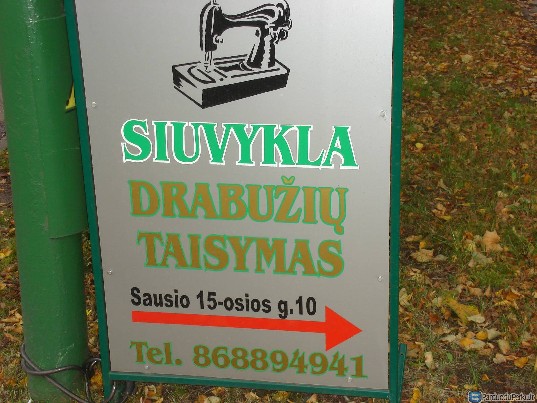 SIUVYKLA
DRABUŽIŲ
TAISYMAS
Sausio 15-osios g.10
Tel. 868894941